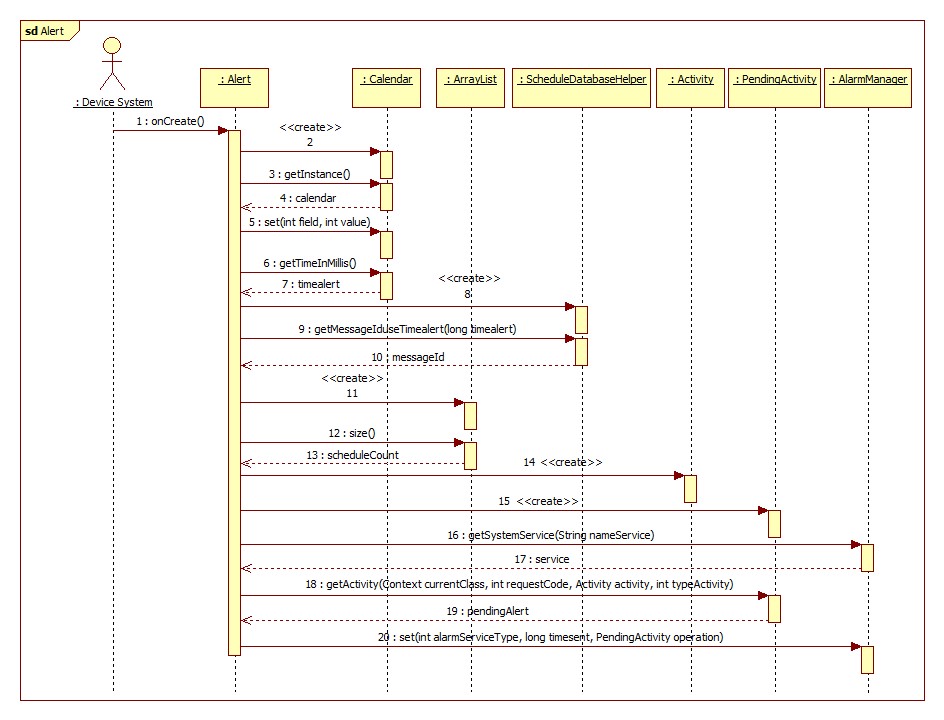 sd Alert
: Device System
: Alert
: Calendar
: ArrayList
: ScheduleDatabaseHelper
: Activity
: PendingActivity
: AlarmManager
1 : onCreate()
<<create>>
2
3 : getInstance()
4 : calendar
5 : set(int field, int value)
6 : getTimeInMillis()
7 : timealert
<<create>>
8
9 : getMessageIduseTimealert(long timealert)
10 : messageId
<<create>>
11
12 : size()
13 : scheduleCount
14 <<create>>
15 <<create>>
16 : getSystemService(String nameService)
17 : service
18 : getActivity(Context currentClass, int requestCode, Activity activity, int typeActivity)
19 : pendingAlert
20 : set(int alarmServiceType, long timesent, PendingActivity operation)